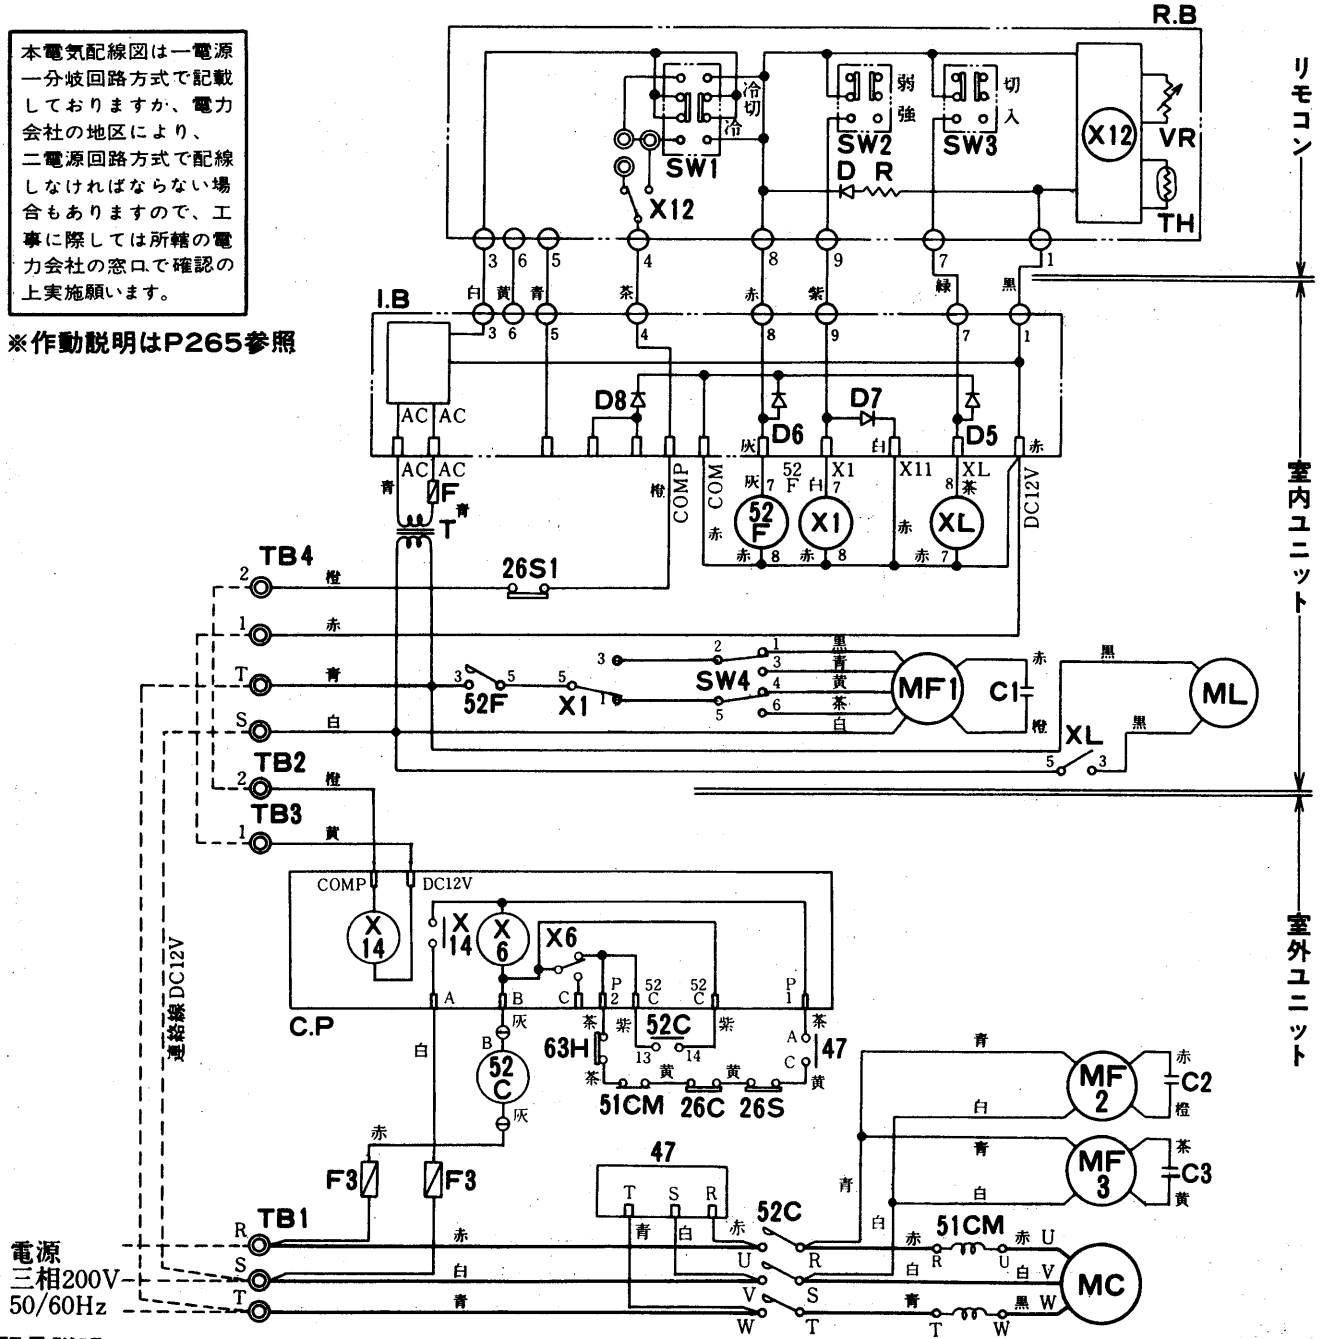 R.B
本電気配線図は一電源
一分岐回路方式で記載
しておりますか、電力
会社の地区により、
二電源回路方式で配線
しなければならない場
合もありますので、工
事に際しては所轄の電
力会社の窓口で確認の
上実施願います。
※作動説明はP265参照
リモコン
冷 切 冷
SW1
弱 強
SW2
切 入
SW3
X12
VR
TH
D R
X12
3 6 5 4 8 9 7 1
白 黄 青 茶 赤 紫 緑 黒
I.B
3 6 5 4 8 9 7 1
AC AC
D8 D6 D7 D5
灰 白 赤
AC AC
青 F 青
T
橙 COMP COM 赤
灰 7 52 F 白 X1 7 X11 8 XL 茶 DC12V
52 F X1 XL
赤 8 赤 8 赤 赤 7
室内ユニット
TB4
2 橙 26S1
1 赤
T 青 3 52F 5 5 X1 3 1
SW4
2 5 1 3 4 6
黒 青 黄 茶 白
MF1
C1 赤 橙
黒 ML
XL 5 3 黒
S 白
TB2
2 橙
TB3
1 黄
連絡線DC12V
COMP DC12V
X 14 X 14 X 6 X6
A B C P 2 52 C 52 C P 1
C.P
室外ユニット
白 灰 B 52 C 灰
茶 紫 52C 紫 茶
63H 13 14 A C 47
茶 黄 黄 黄
51CM 26C 26S
赤
F3 F3
47
T S R
青 白 赤
青 MF 2 C2 赤 橙
白
青 MF 3 C3 茶 黄
白
青 白
TB1
電源
三相200V
50/60Hz
R 赤 52C U R 赤 R 51CM U 赤 U
S 白 V S 白 白 V MC
T 青 W T 青 T W 黒 W